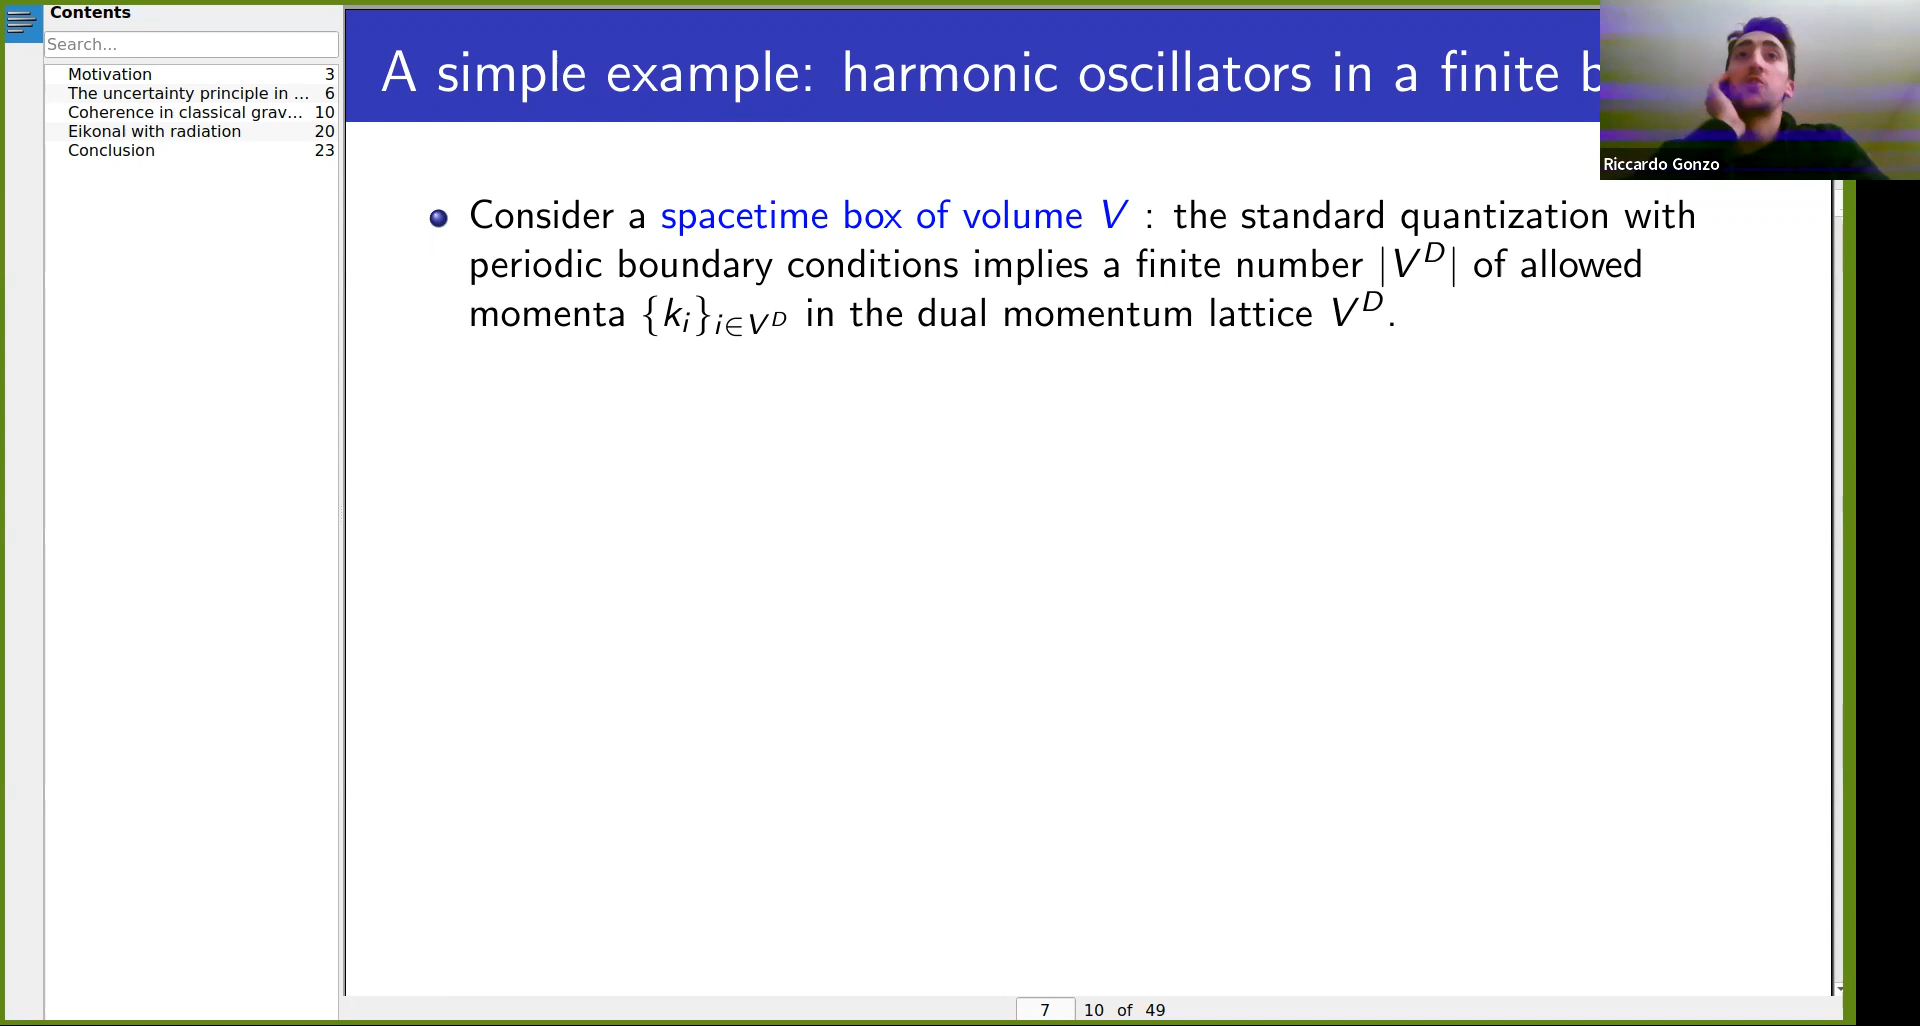 Contents
Search...
Motivation 3
The uncertainty principle in ... 6
Coherence in classical grav... 10
Eikonal with radiation 20
Conclusion 23
A simple example: harmonic oscillators in a finite b
Riccardo Gonzo
Consider a spacetime box of volume V : the standard quantization with
periodic boundary conditions implies a finite number |V^D| of allowed
momenta {k_i}_{i∈V^D} in the dual momentum lattice V^D.
7 10 of 49